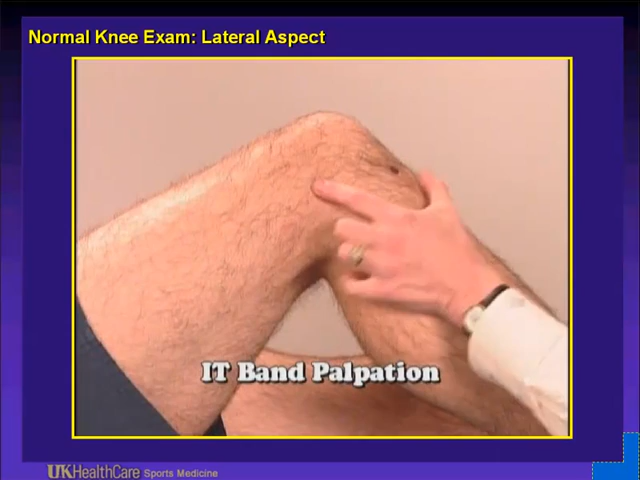 Normal Knee Exam: Lateral Aspect
IT Band Palpation
UKHealthCare Sports Medicine